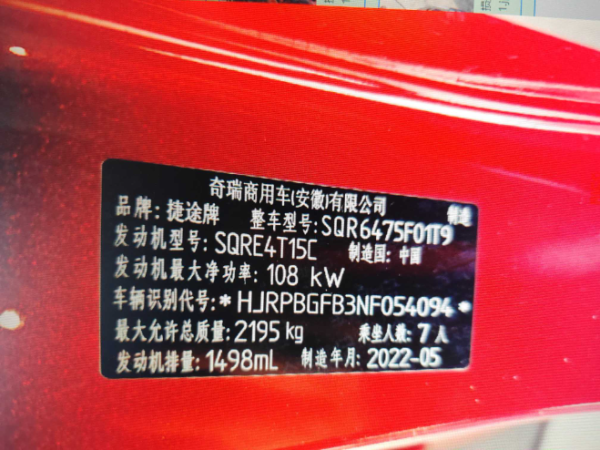 奇瑞商用车(安徽)有限公司 制造
品牌: 捷途牌 整车型号: SQR6475F01T9
发动机型号: SQRE4T15C 制造国: 中国
发动机最大净功率: 108 kW
车辆识别代号: *HJRPBGFB3NF054094*
最大允许总质量: 2195 kg 乘坐人数: 7 人
发动机排量: 1498mL 制造年月: 2022-05